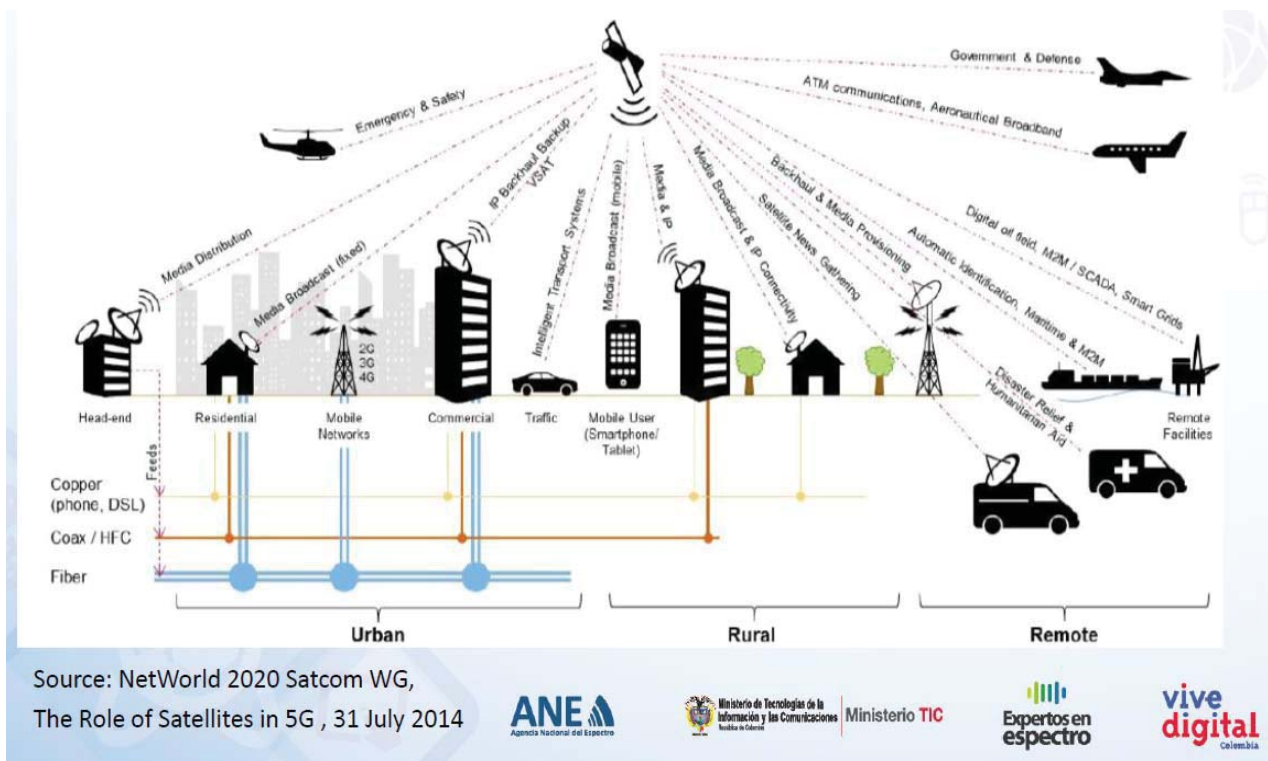 Government & Defense
ATM communications, Aeronautical Broadband
Emergency & Safety
IP Backhaul Backup
VSAT
Media Distribution
Media Broadcast (fixed)
Intelligent Transport Systems
Media Broadcast (mobile)
Media & IP
Media Broadcast & IP Connectivity
Satellite News Gathering
Backhaul & Media Provisioning
Automatic Identification, Maritime & M2M
Digital oil field, M2M / SCADA, Smart Grids
Disaster Relief &
Humanitarian Aid
2G
3G
4G
Head-end
Residential
Mobile
Networks
Commercial
Traffic
Mobile User
(Smartphone/
Tablet)
Remote
Facilities
Feeds
Copper
(phone, DSL)
Coax / HFC
Fiber
Urban
Rural
Remote
Source: NetWorld 2020 Satcom WG,
The Role of Satellites in 5G , 31 July 2014
ANE
Agencia Nacional del Espectro
Ministerio de Tecnologías de la
Información y las Comunicaciones
República de Colombia
Ministerio TIC
Expertos en
espectro
vive
digital
Colombia